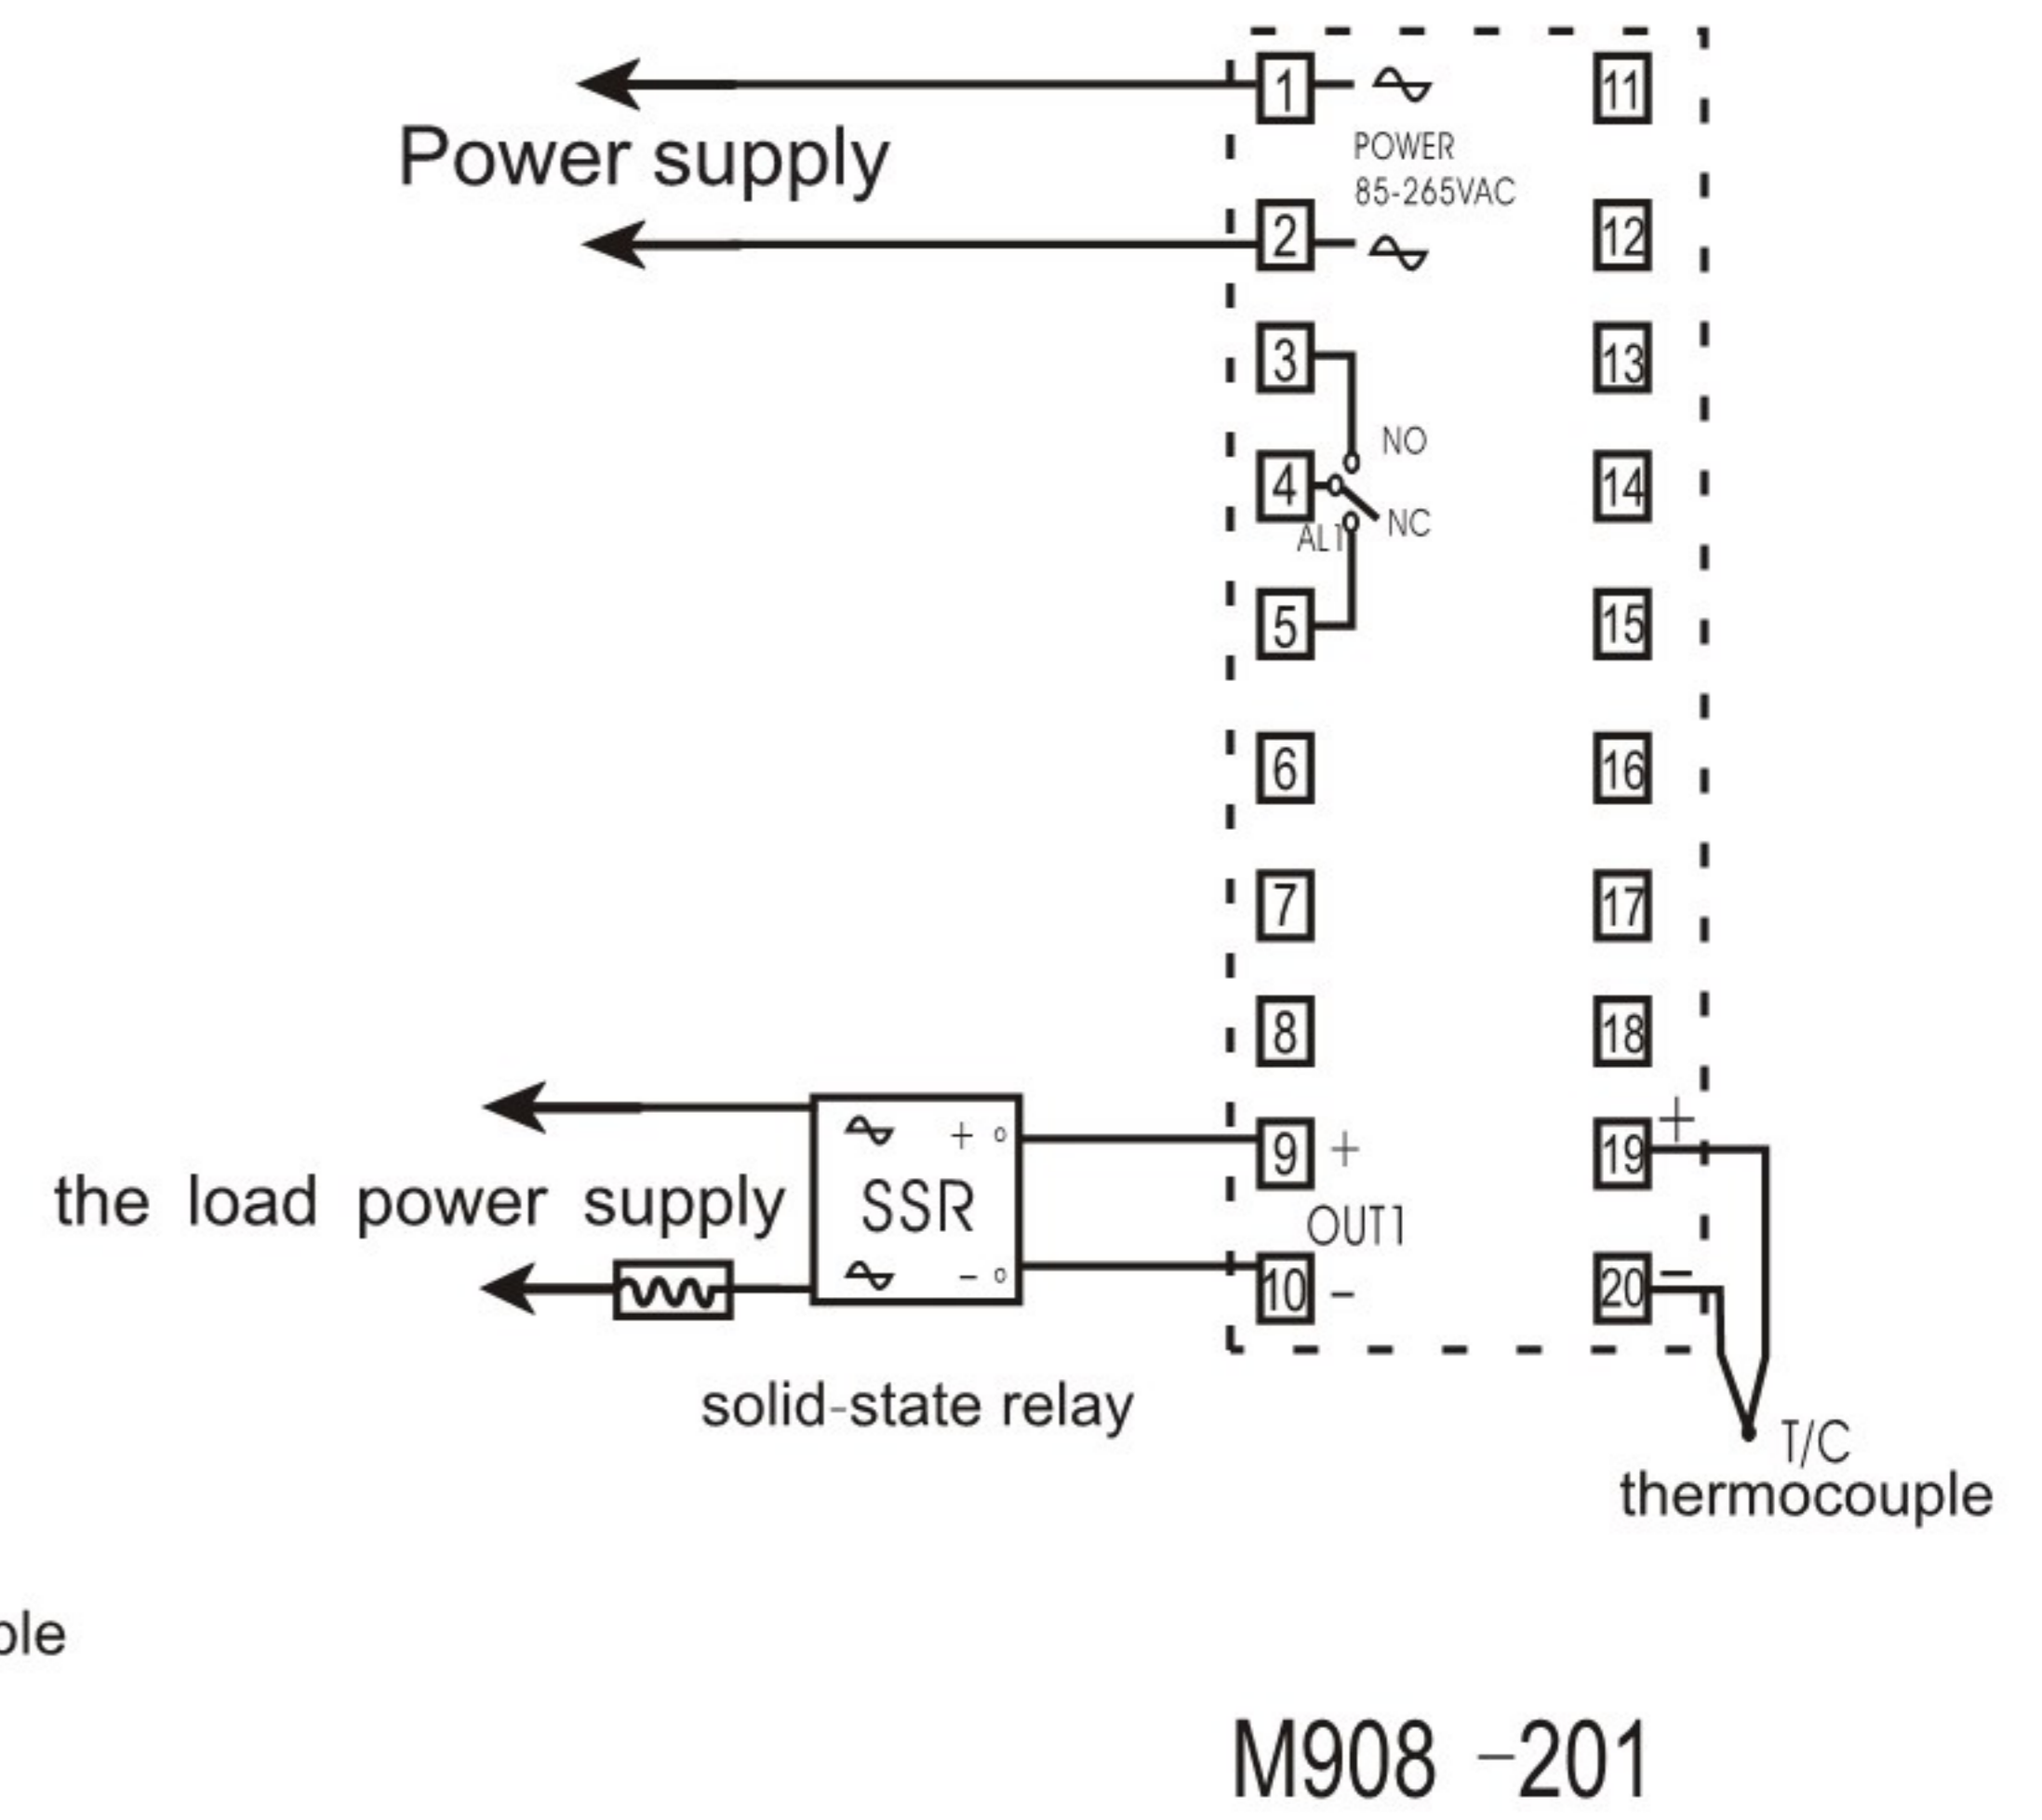 1
11
Power supply
POWER
85-265VAC
2
12
3
13
NO
4
14
NC
AL1
5
15
6
16
7
17
8
18
+
+
9
+
19
the load power supply
SSR
OUT1
-
10
-
20
−
solid-state relay
T/C
thermocouple
ple
M908 -201